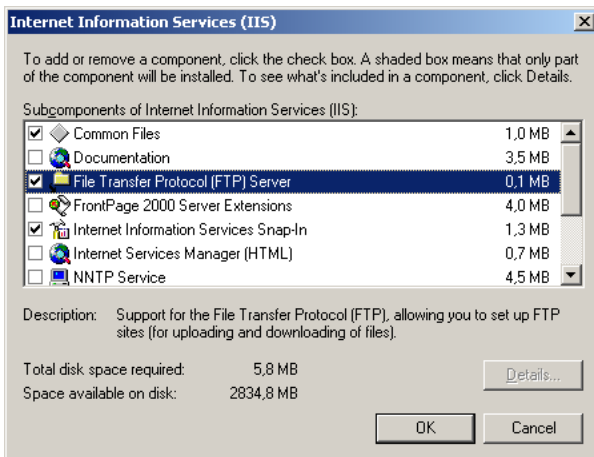 Internet Information Services (IIS)
To add or remove a component, click the check box. A shaded box means that only part
of the component will be installed. To see what's included in a component, click Details.
Subcomponents of Internet Information Services (IIS):
Common Files 1,0 MB
Documentation 3,5 MB
File Transfer Protocol (FTP) Server 0,1 MB
FrontPage 2000 Server Extensions 4,0 MB
Internet Information Services Snap-In 1,3 MB
Internet Services Manager (HTML) 0,7 MB
NNTP Service 4,5 MB
Description: Support for the File Transfer Protocol (FTP), allowing you to set up FTP
sites (for uploading and downloading of files).
Total disk space required: 5,8 MB
Space available on disk: 2834,8 MB
Details...
OK Cancel